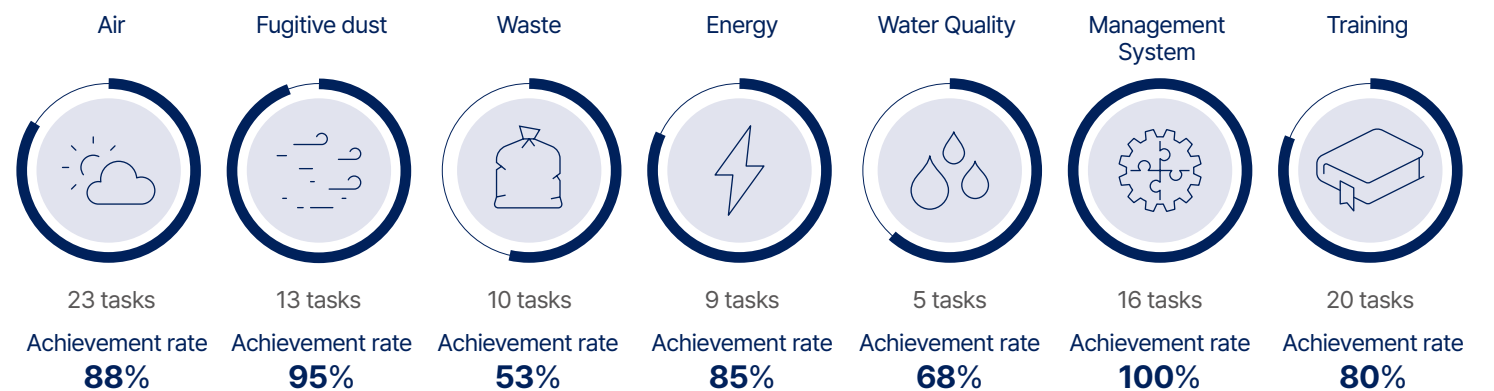 Air
23 tasks
Achievement rate
88%
Fugitive dust
13 tasks
Achievement rate
95%
Waste
10 tasks
Achievement rate
53%
Energy
9 tasks
Achievement rate
85%
Water Quality
5 tasks
Achievement rate
68%
Management
System
16 tasks
Achievement rate
100%
Training
20 tasks
Achievement rate
80%